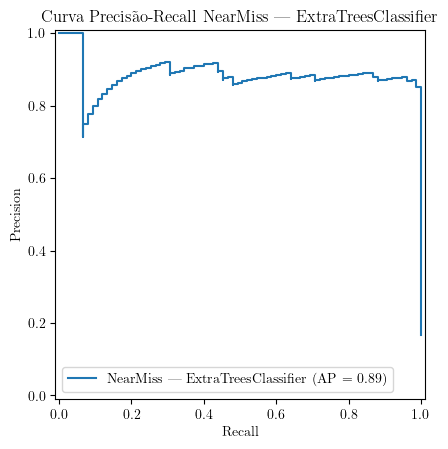 Curva Precisão-Recall NearMiss — ExtraTreesClassifier
1.0
0.8
0.6
0.4
0.2
0.0
Precision
NearMiss — ExtraTreesClassifier (AP = 0.89)
0.0 0.2 0.4 0.6 0.8 1.0
Recall